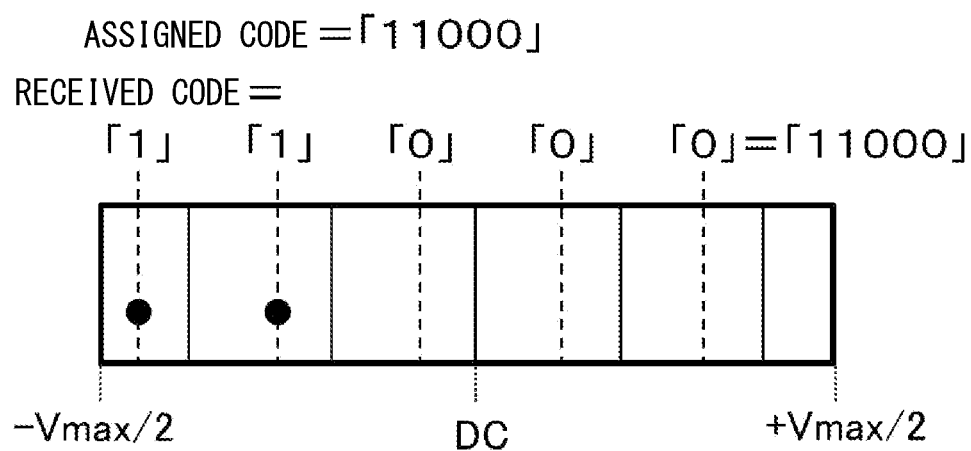 ASSIGNED CODE＝「11000」
RECEIVED CODE＝
「1」 「1」 「0」 「0」 「0」＝「11000」
-Vmax/2 DC +Vmax/2